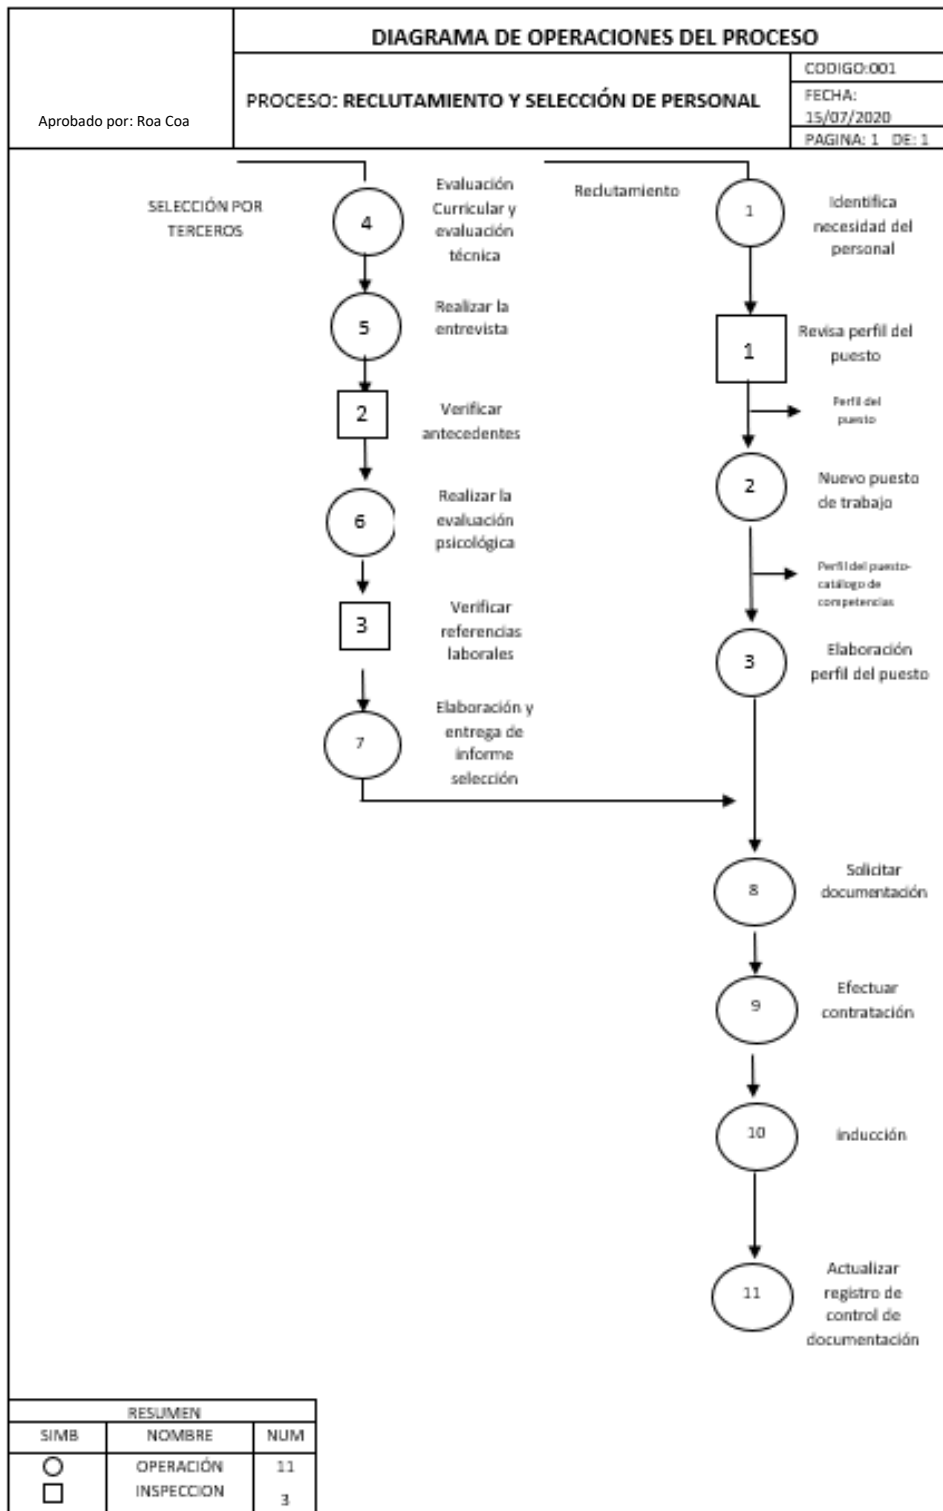 DIAGRAMA DE OPERACIONES DEL PROCESO
Aprobado por: Roa Coa
PROCESO: RECLUTAMIENTO Y SELECCIÓN DE PERSONAL
CODIGO:001
FECHA:
15/07/2020
PAGINA: 1 DE: 1
SELECCIÓN POR
TERCEROS
4
Evaluación
Curricular y
evaluación
técnica
5
Realizar la
entrevista
2
Verificar
antecedentes
6
Realizar la
evaluación
psicológica
3
Verificar
referencias
laborales
7
Elaboración y
entrega de
informe
selección
Reclutamiento
1
Identifica
necesidad del
personal
1
Revisa perfil del
puesto
Perfil del
puesto
2
Nuevo puesto
de trabajo
Perfil del puesto-
catálogo de
competencias
3
Elaboración
perfil del puesto
8
Solicitar
documentación
9
Efectuar
contratación
10
inducción
11
Actualizar
registro de
control de
documentación
RESUMEN
SIMB NOMBRE NUM
OPERACIÓN 11
INSPECCION 3